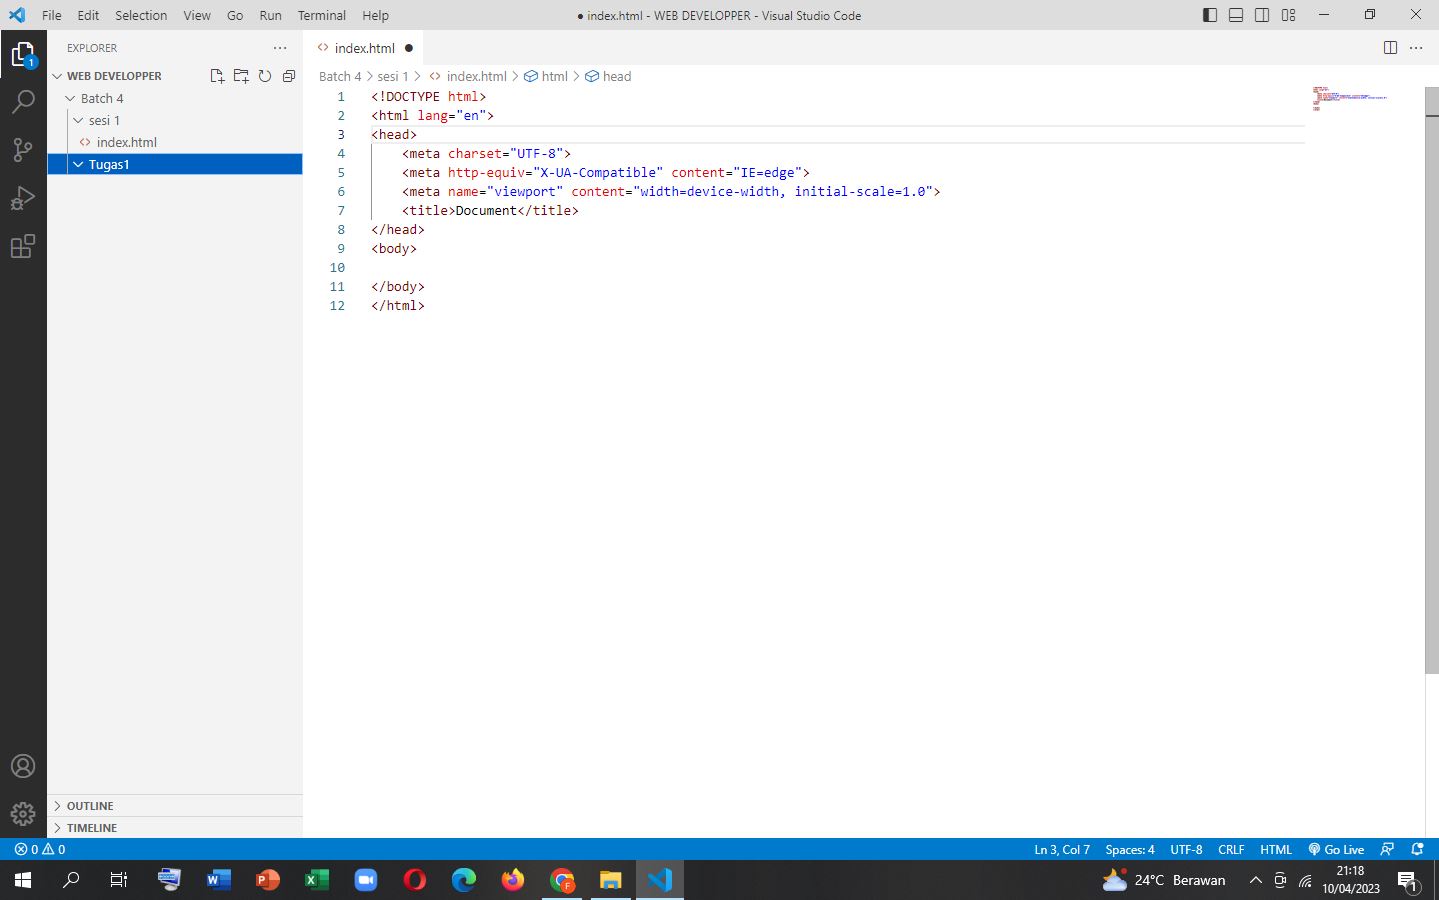 File Edit Selection View Go Run Terminal Help
● index.html - WEB DEVELOPPER - Visual Studio Code
EXPLORER
WEB DEVELOPPER
Batch 4
sesi 1
<> index.html
Tugas1
OUTLINE
TIMELINE
<> index.html ●
Batch 4 > sesi 1 > <> index.html > html > head
1 <!DOCTYPE html>
2 <html lang="en">
3 <head>
4     <meta charset="UTF-8">
5     <meta http-equiv="X-UA-Compatible" content="IE=edge">
6     <meta name="viewport" content="width=device-width, initial-scale=1.0">
7     <title>Document</title>
8 </head>
9 <body>
10
11 </body>
12 </html>
0 0 Ln 3, Col 7 Spaces: 4 UTF-8 CRLF HTML Go Live
24°C Berawan
21:18
10/04/2023
1